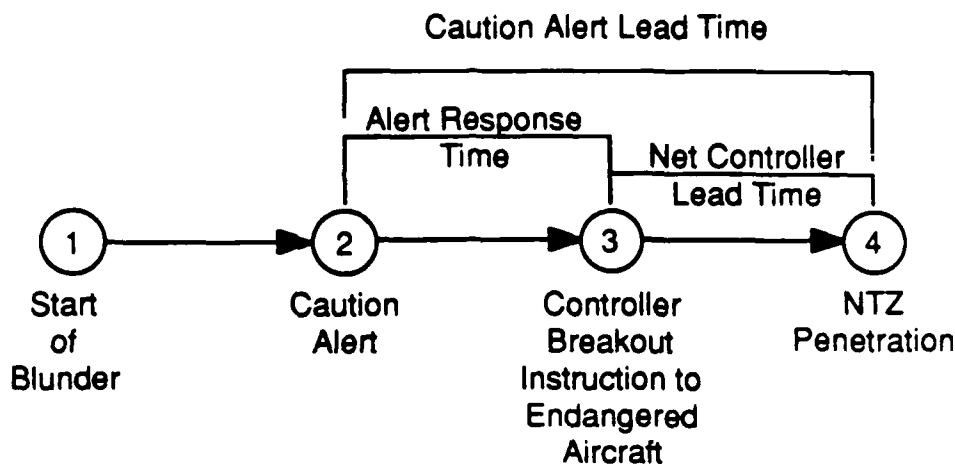 Caution Alert Lead Time
Alert Response
Time
Net Controller
Lead Time
1
2
3
4
Start
of
Blunder
Caution
Alert
Controller
Breakout
Instruction to
Endangered
Aircraft
NTZ
Penetration